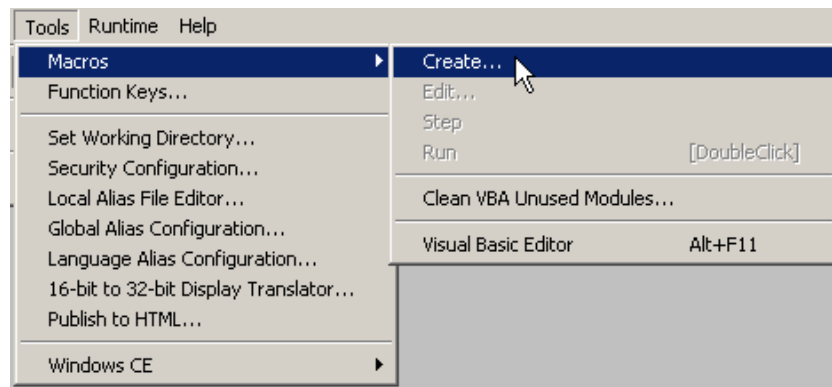 Tools Runtime Help
Macros
Function Keys...
Set Working Directory...
Security Configuration...
Local Alias File Editor...
Global Alias Configuration...
Language Alias Configuration...
16-bit to 32-bit Display Translator...
Publish to HTML...
Windows CE
Create...
Edit...
Step
Run [DoubleClick]
Clean VBA Unused Modules...
Visual Basic Editor Alt+F11